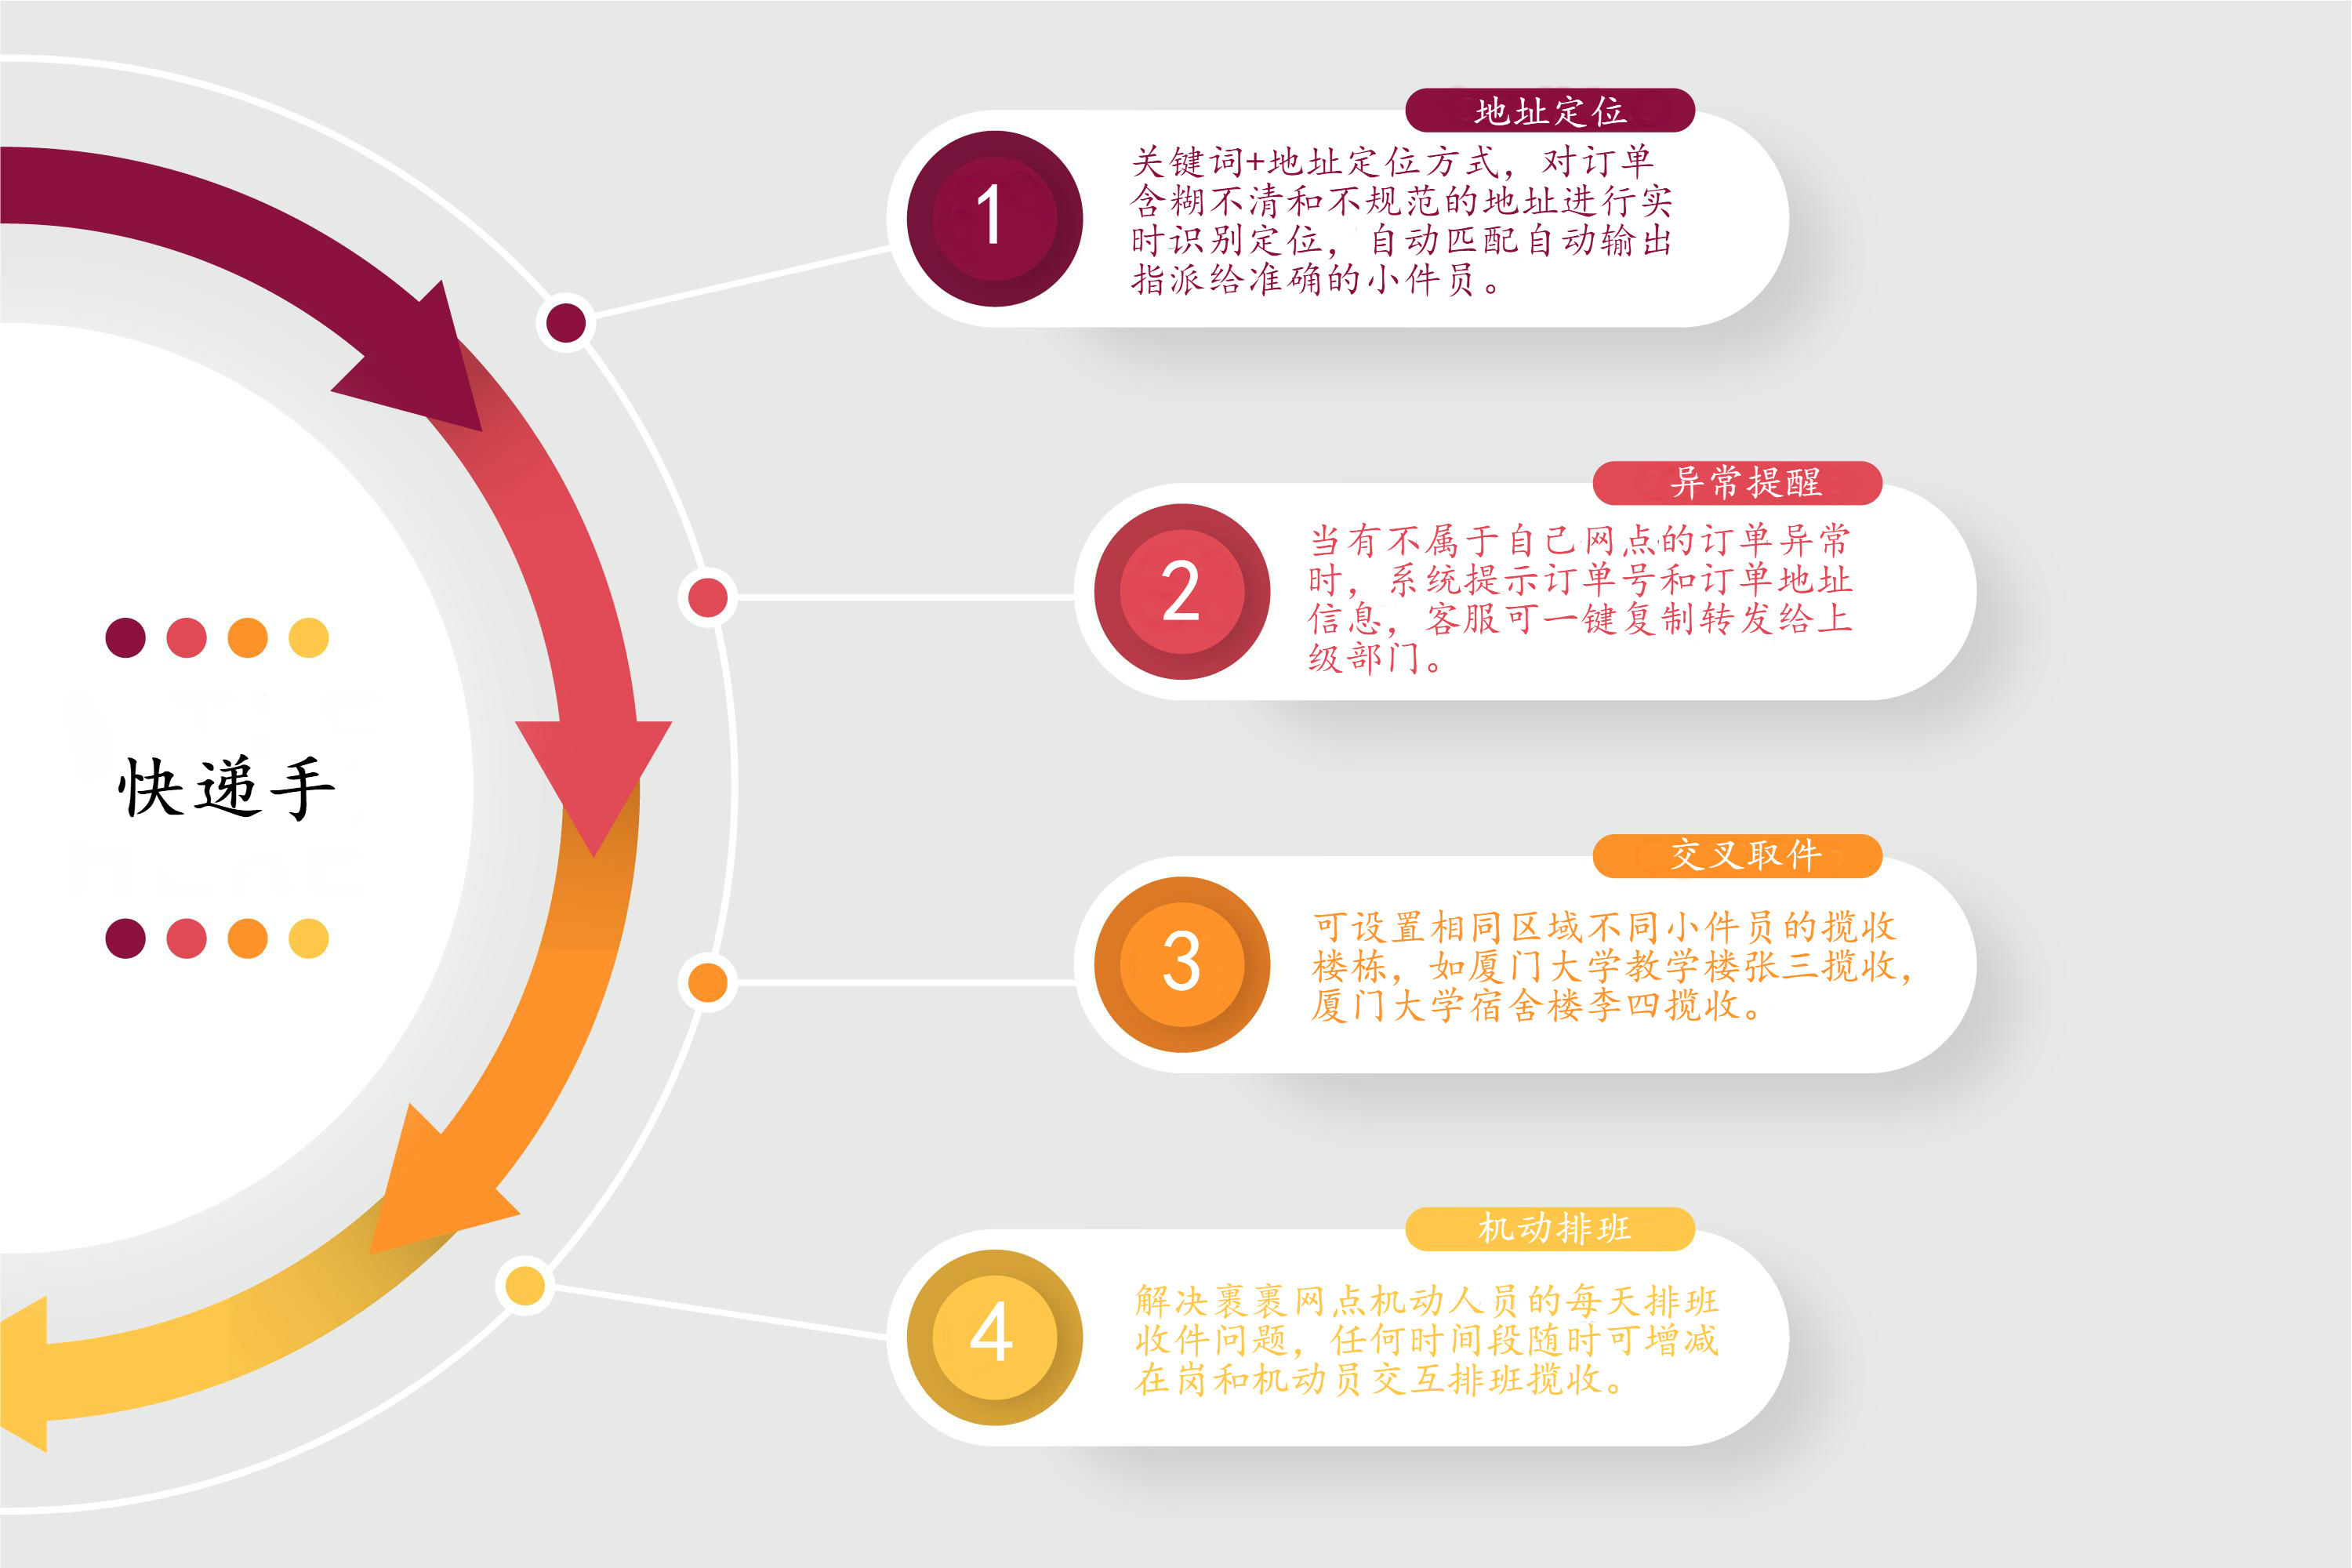 快递手
地址定位
1
关键词+地址定位方式，对订单
含糊不清和不规范的地址进行实
时识别定位，自动匹配自动输出
指派给准确的小件员。
异常提醒
2
当有不属于自己网点的订单异常
时，系统提示订单号和订单地址
信息，客服可一键复制转发给上
级部门。
交叉取件
3
可设置相同区域不同小件员的揽收
楼栋，如厦门大学教学楼张三揽收，
厦门大学宿舍楼李四揽收。
机动排班
4
解决裹裹网点机动人员的每天排班
收件问题，任何时间段随时可增减
在岗和机动员交互排班揽收。